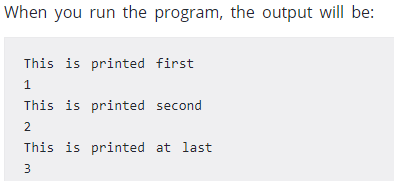 When you run the program, the output will be:
This is printed first
1
This is printed second
2
This is printed at last
3